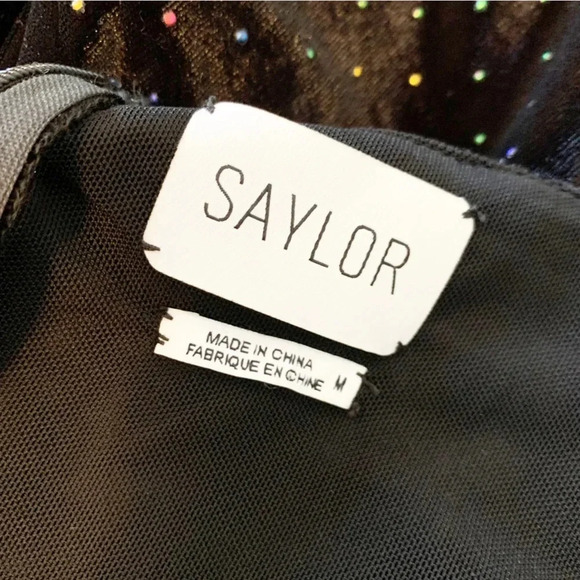 SAYLOR
MADE IN CHINA
FABRIQUE EN CHINE
M